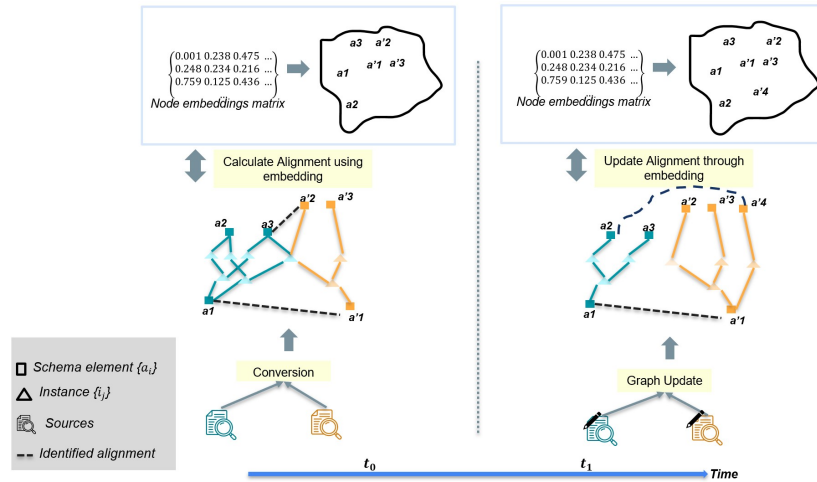 0.001 0.238 0.475 ...
0.248 0.234 0.216 ...
0.759 0.125 0.436 ...
...
Node embeddings matrix
a3
a'2
a1
a'1
a'3
a2
Calculate Alignment using
embedding
a2
a3
a'2
a'3
a1
a'1
Conversion
0.001 0.238 0.475 ...
0.248 0.234 0.216 ...
0.759 0.125 0.436 ...
...
Node embeddings matrix
a3
a'2
a1
a'1
a'3
a2
a'4
Update Alignment through
embedding
a2
a3
a'2
a'3
a'4
a1
a'1
Graph Update
Schema element {aᵢ}
Instance {iⱼ}
Sources
Identified alignment
t₀
t₁
Time